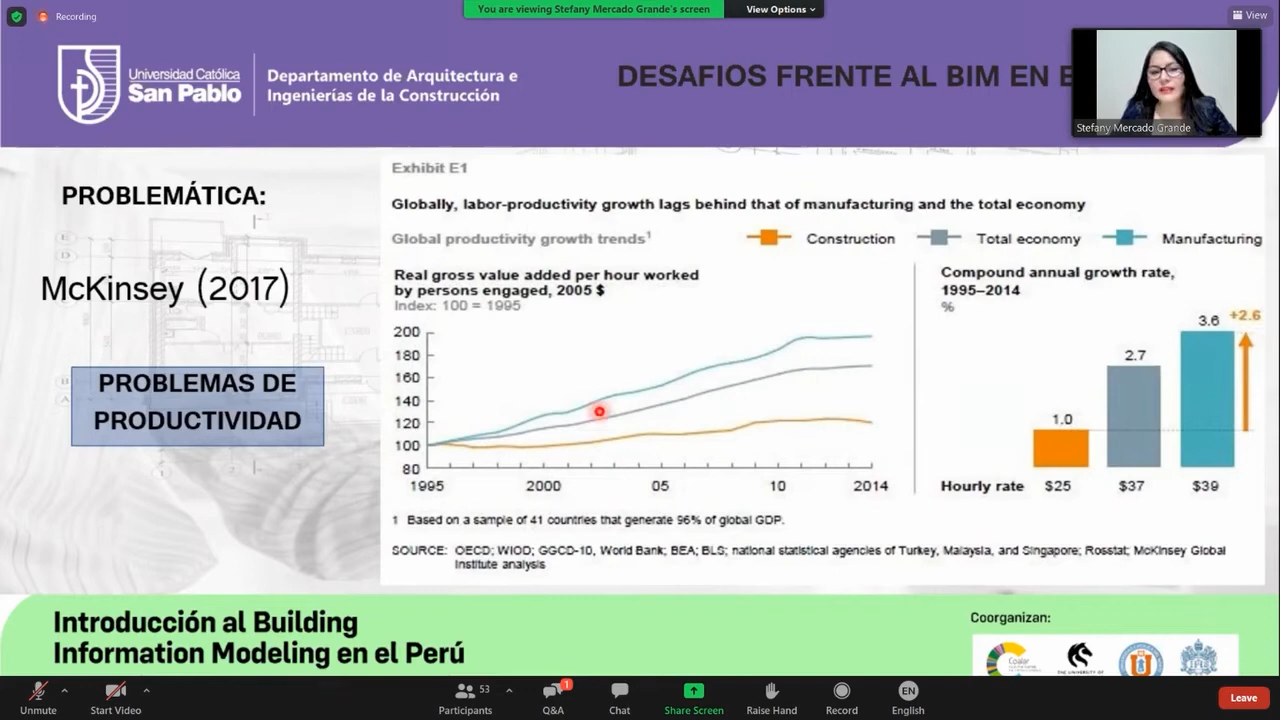 Recording
You are viewing Stefany Mercado Grande's screen
View Options
View
Universidad Católica
San Pablo
Departamento de Arquitectura e
Ingenierías de la Construcción
DESAFIOS FRENTE AL BIM EN
Stefany Mercado Grande
PROBLEMÁTICA:
McKinsey (2017)
PROBLEMAS DE
PRODUCTIVIDAD
Exhibit E1
Globally, labor-productivity growth lags behind that of manufacturing and the total economy
Global productivity growth trends¹
Construction
Total economy
Manufacturing
Real gross value added per hour worked
by persons engaged, 2005 $
Index: 100 = 1995
200
180
160
140
120
100
80
1995
2000
05
10
2014
Compound annual growth rate,
1995–2014
%
1.0
2.7
3.6
+2.6
Hourly rate
$25
$37
$39
1 Based on a sample of 41 countries that generate 96% of global GDP.
SOURCE: OECD; WIOD; GGCD-10, World Bank; BEA; BLS; national statistical agencies of Turkey, Malaysia, and Singapore; Rosstat; McKinsey Global
Institute analysis
Introducción al Building
Information Modeling en el Perú
Coorganizan:
Unmute
Start Video
53
Participants
1
Q&A
Chat
Share Screen
Raise Hand
Record
EN
English
Leave